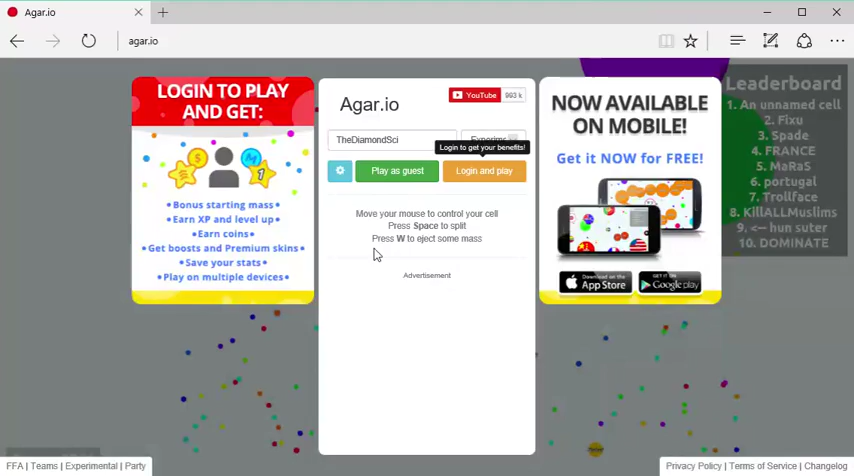 Agar.io
agar.io
LOGIN TO PLAY
AND GET:
•Bonus starting mass•
•Earn XP and level up•
•Earn coins•
•Get boosts and Premium skins•
•Save your stats•
•Play on multiple devices•
Agar.io
YouTube 993 k
TheDiamondSci
Login to get your benefits!
Play as guest
Login and play
Move your mouse to control your cell
Press Space to split
Press W to eject some mass
Advertisement
NOW AVAILABLE
ON MOBILE!
Get it NOW for FREE!
Download on the
App Store
GET IT ON
Google play
Leaderboard
1. An unnamed cell
2. Fixu
3. Spade
4. FRANCE
5. MaRaS
6. portugal
7. Trollface
8. KillALLMuslims
9. <-- hun suter
10. DOMINATE
FFA | Teams | Experimental | Party
Privacy Policy | Terms of Service | Changelog